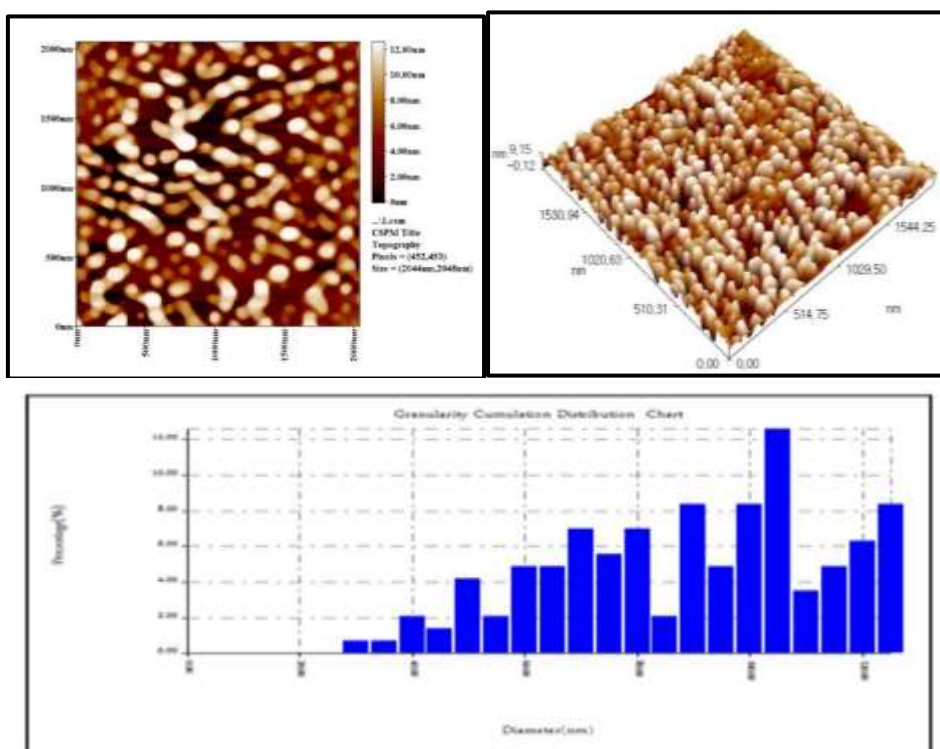 2000nm
1500nm
1000nm
500nm
0nm
0nm
500nm
1000nm
1500nm
2000nm
12.00nm
10.00nm
8.00nm
6.00nm
4.00nm
2.00nm
0nm
CSPM Title
Topography
Pixels = (452,453)
Size = (2044nm,2048nm)
nm
9.15
-0.12
1530.94
1020.63
nm
510.31
0.00
0.00
514.75
nm
1029.50
1544.25
Granularity Cumulation Distribution Chart
Percentage(%)
12.00
10.00
8.00
6.00
4.00
2.00
0.00
Diameter(nm)